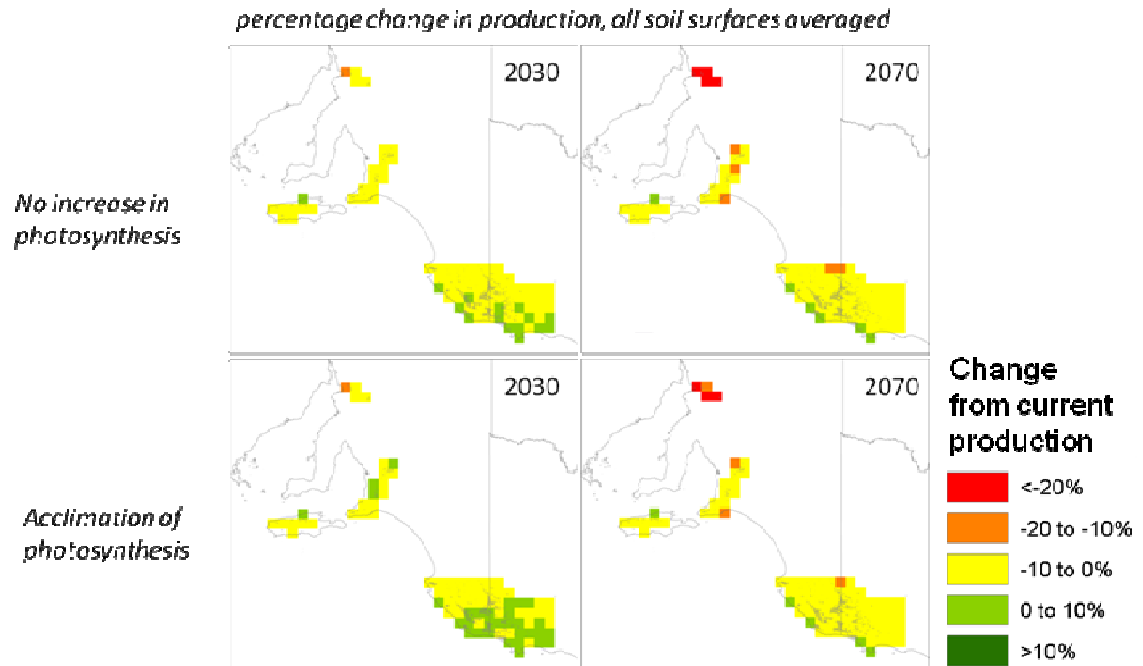 percentage change in production, all soil surfaces averaged
2030
2070
No increase in
photosynthesis
2030
2070
Acclimation of
photosynthesis
Change
from current
production
<-20%
-20 to -10%
-10 to 0%
0 to 10%
>10%